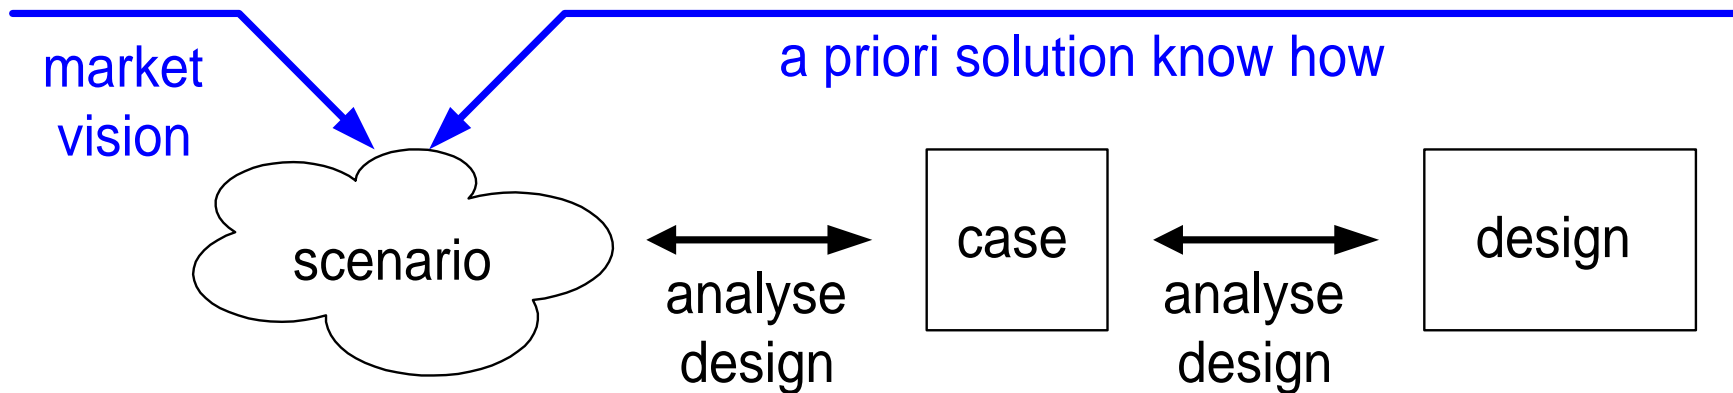 market
vision
a priori solution know how
scenario
analyse
design
case
analyse
design
design